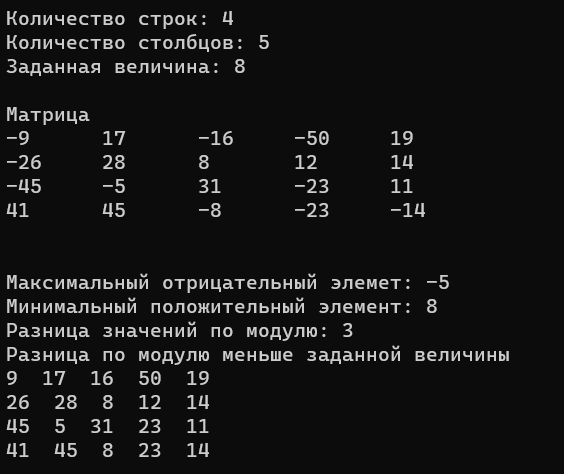 Количество строк: 4
Количество столбцов: 5
Заданная величина: 8
Матрица
-9 17 -16 -50 19
-26 28 8 12 14
-45 -5 31 -23 11
41 45 -8 -23 -14
Максимальный отрицательный элемет: -5
Минимальный положительный элемент: 8
Разница значений по модулю: 3
Разница по модулю меньше заданной величины
9 17 16 50 19
26 28 8 12 14
45 5 31 23 11
41 45 8 23 14